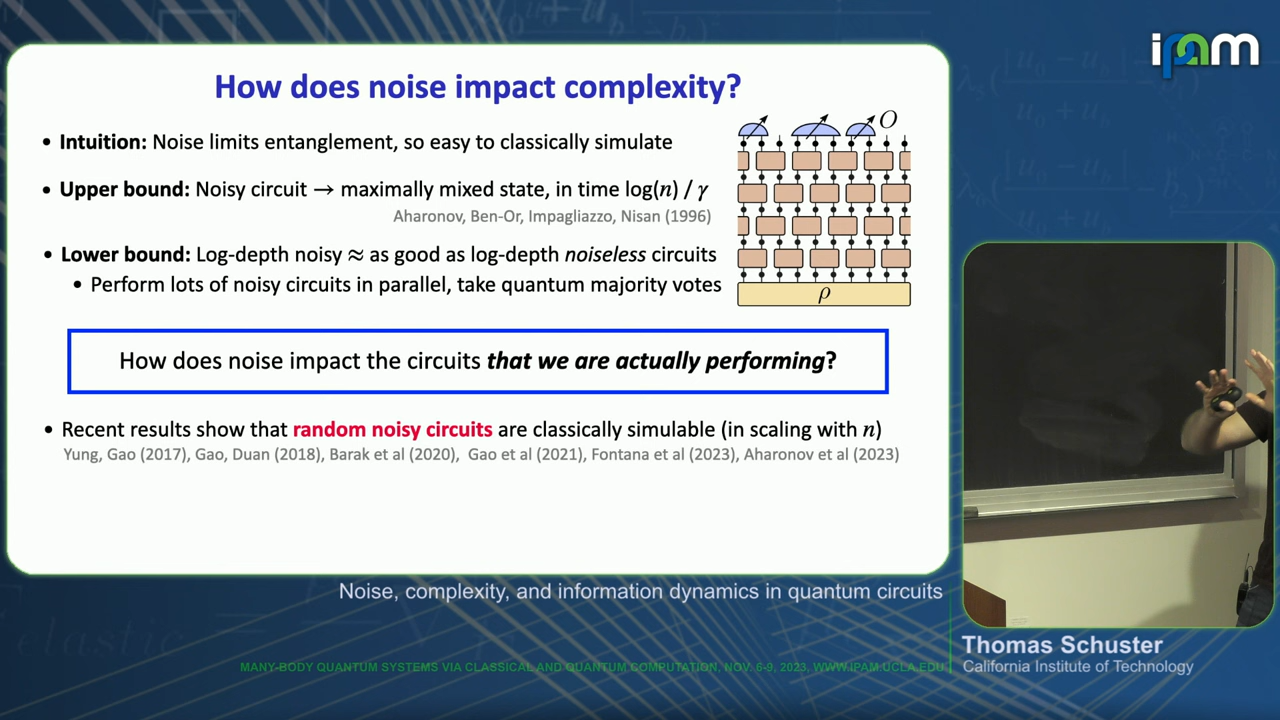 How does noise impact complexity?
• Intuition: Noise limits entanglement, so easy to classically simulate
• Upper bound: Noisy circuit → maximally mixed state, in time log(n) / γ
Aharonov, Ben-Or, Impagliazzo, Nisan (1996)
• Lower bound: Log-depth noisy ≈ as good as log-depth noiseless circuits
• Perform lots of noisy circuits in parallel, take quantum majority votes
O
ρ
How does noise impact the circuits that we are actually performing?
• Recent results show that random noisy circuits are classically simulable (in scaling with n)
Yung, Gao (2017), Gao, Duan (2018), Barak et al (2020), Gao et al (2021), Fontana et al (2023), Aharonov et al (2023)
ipam
Noise, complexity, and information dynamics in quantum circuits
Thomas Schuster
California Institute of Technology
MANY-BODY QUANTUM SYSTEMS VIA CLASSICAL AND QUANTUM COMPUTATION, NOV. 6-9, 2023, WWW.IPAM.UCLA.EDU
elastic